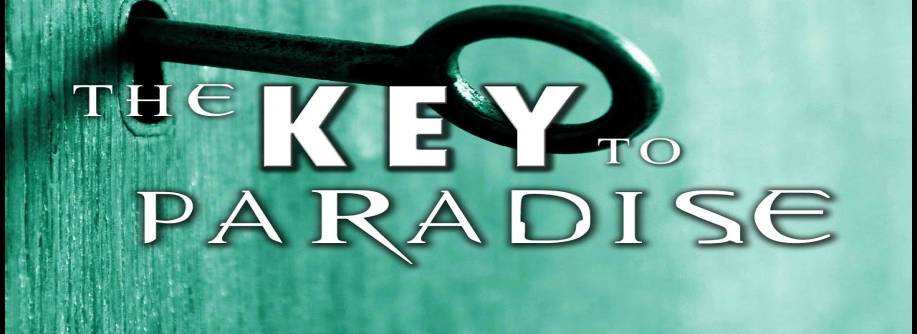 THE KEY TO
PARADISE